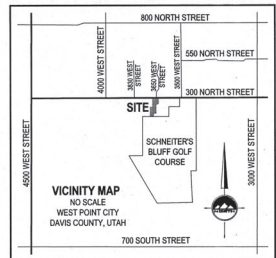 800 NORTH STREET
4000 WEST STREET
3830 WEST STREET
3650 WEST STREET
3500 WEST STREET
550 NORTH STREET
300 NORTH STREET
SITE
SCHNEITER'S
BLUFF GOLF
COURSE
4500 WEST STREET
3000 WEST STREET
VICINITY MAP
NO SCALE
WEST POINT CITY
DAVIS COUNTY, UTAH
700 SOUTH STREET